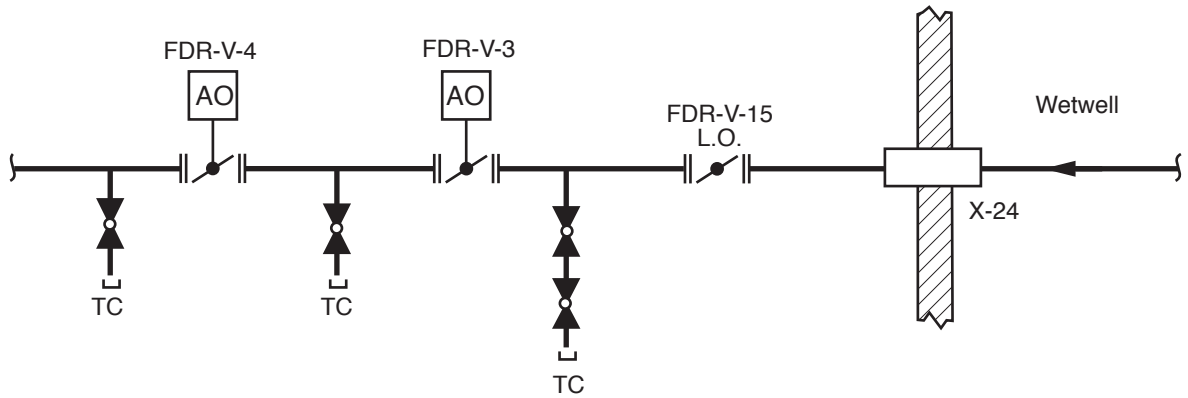 FDR-V-4
AO
FDR-V-3
AO
FDR-V-15
L.O.
Wetwell
X-24
TC
TC
TC